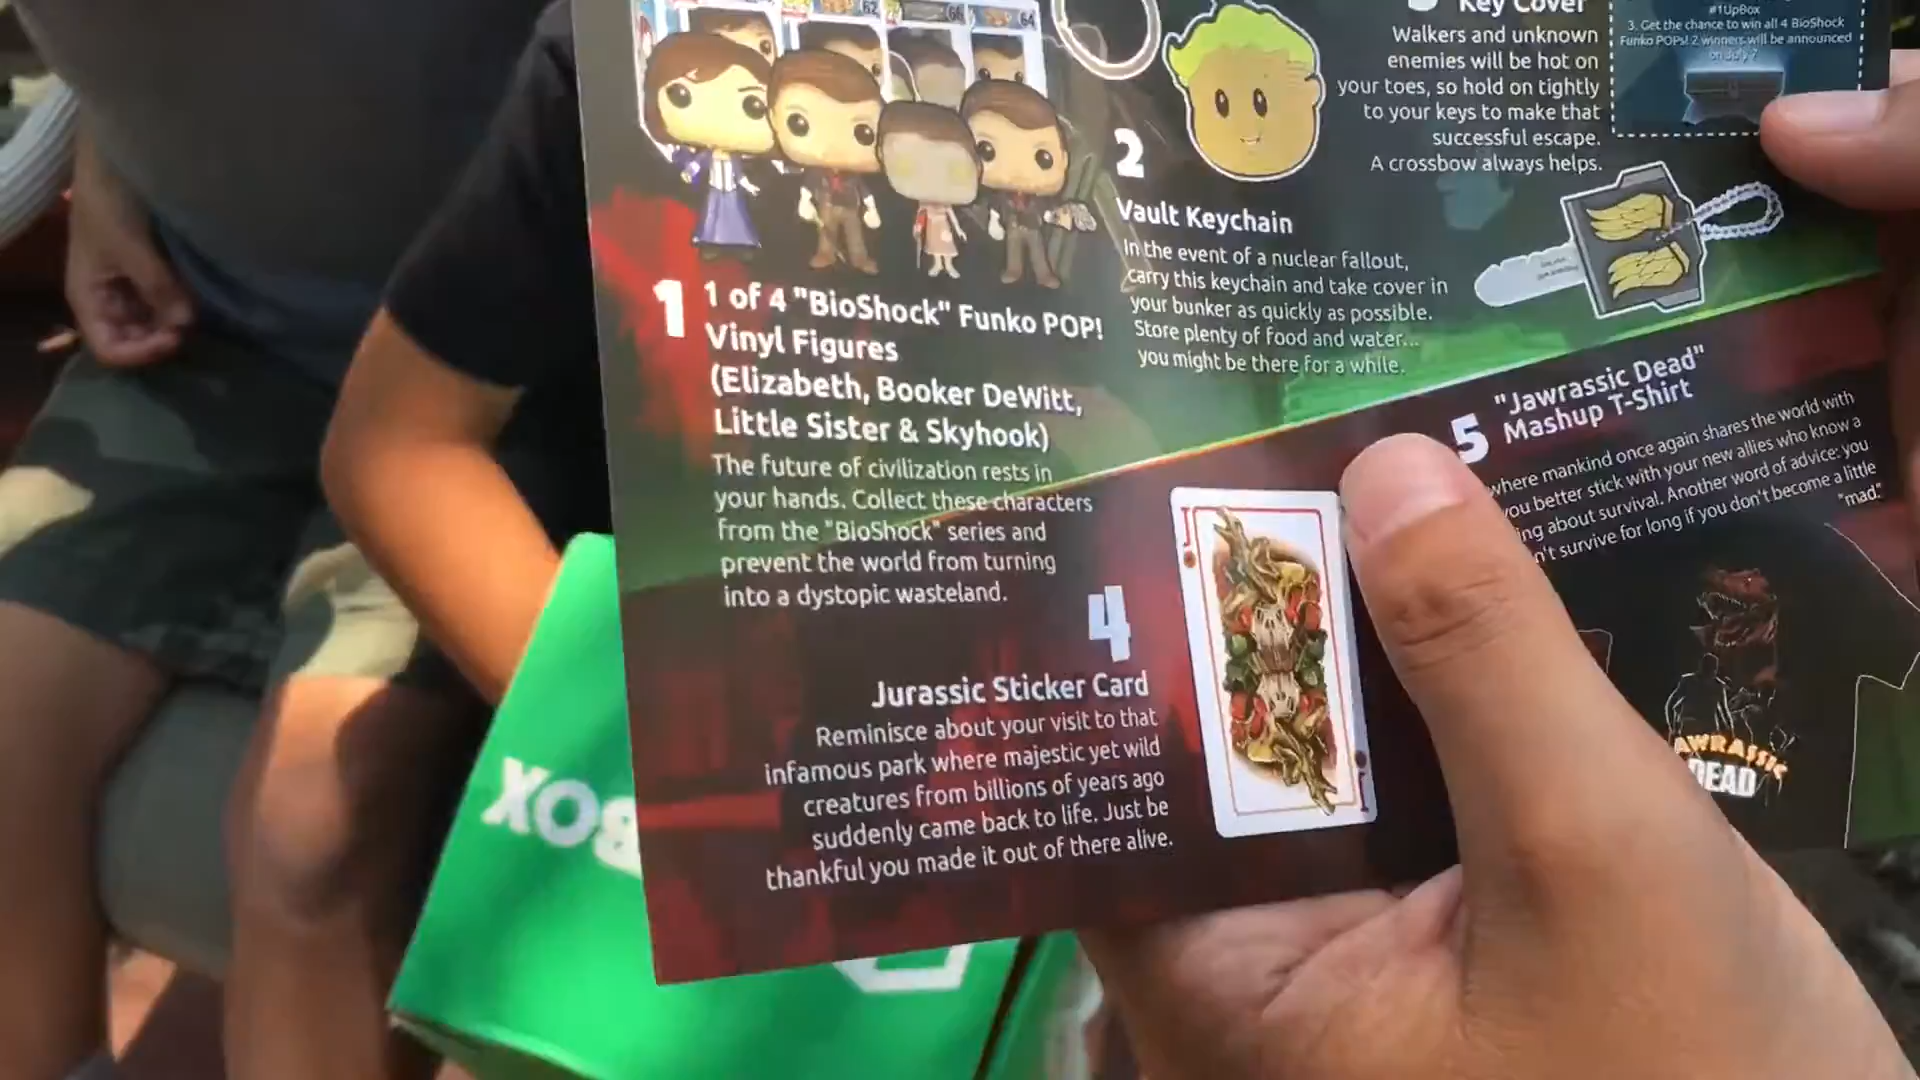 62
64
1
1 of 4 "BioShock" Funko POP!
Vinyl Figures
(Elizabeth, Booker DeWitt,
Little Sister & Skyhook)
The future of civilization rests in
your hands. Collect these characters
from the "BioShock" series and
prevent the world from turning
into a dystopic wasteland.
2
Vault Keychain
In the event of a nuclear fallout,
carry this keychain and take cover in
your bunker as quickly as possible.
Store plenty of food and water...
you might be there for a while.
Key Cover
Walkers and unknown
enemies will be hot on
your toes, so hold on tightly
to your keys to make that
successful escape.
A crossbow always helps.
#1UpBox
3. Get the chance to win all 4 BioShock
Funko POPs! 2 winners will be announced
on July 7
4
Jurassic Sticker Card
Reminisce about your visit to that
infamous park where majestic yet wild
creatures from billions of years ago
suddenly came back to life. Just be
thankful you made it out of there alive.
J
J
5
"Jawrassic Dead"
Mashup T-Shirt
where mankind once again shares the world with
you better stick with your new allies who know a
ing about survival. Another word of advice: you
n't survive for long if you don't become a little
"mad."
AWRASSIC
DEAD
BOX